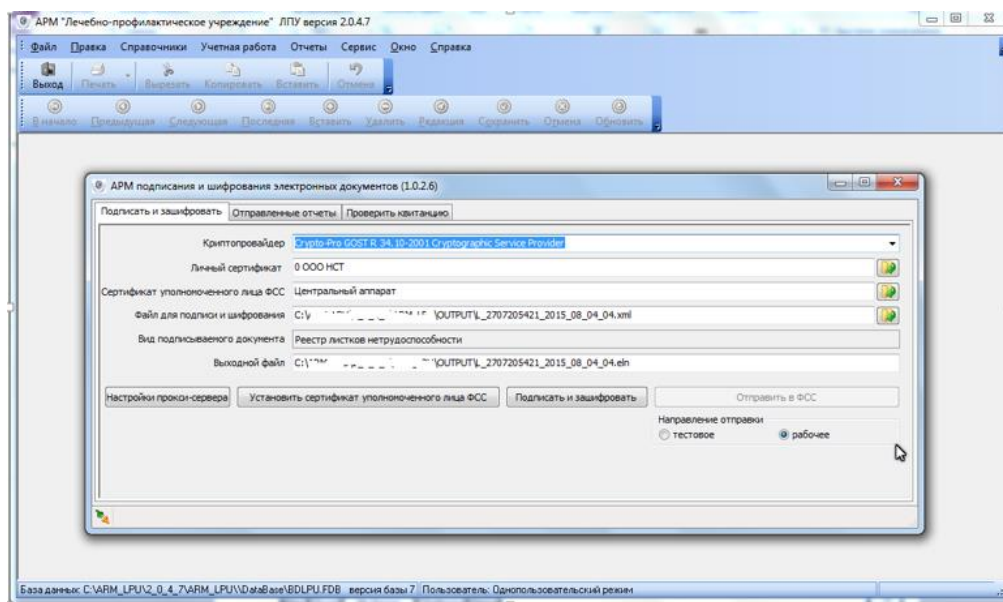 АРМ "Лечебно-профилактическое учреждение" ЛПУ версия 2.0.4.7
Файл Правка Справочники Учетная работа Отчеты Сервис Окно Справка
Выход Печать Вырезать Копировать Вставить Отмена
В начало Предыдущая Следующая Последняя Вставить Удалить Редакция Сохранить Отмена Обновить
АРМ подписания и шифрования электронных документов (1.0.2.6)
Подписать и зашифровать Отправленные отчеты Проверить квитанцию
Криптопровайдер Crypto-Pro GOST R 34.10-2001 Cryptographic Service Provider
Личный сертификат 0 ООО НСТ
Сертификат уполномоченного лица ФСС Центральный аппарат
Файл для подписи и шифрования C:\ \OUTPUT\L_2707205421_2015_08_04_04.xml
Вид подписываемого документа Реестр листков нетрудоспособности
Выходной файл C:\ \OUTPUT\L_2707205421_2015_08_04_04.eln
Настройки прокси-сервера Установить сертификат уполномоченного лица ФСС Подписать и зашифровать Отправить в ФСС
Направление отправки
тестовое рабочее
База данных: C:\ARM_LPU\2_0_4_7\ARM_LPU\\DataBase\BDLPU.FDB версия базы 7 Пользователь: Однопользовательский режим